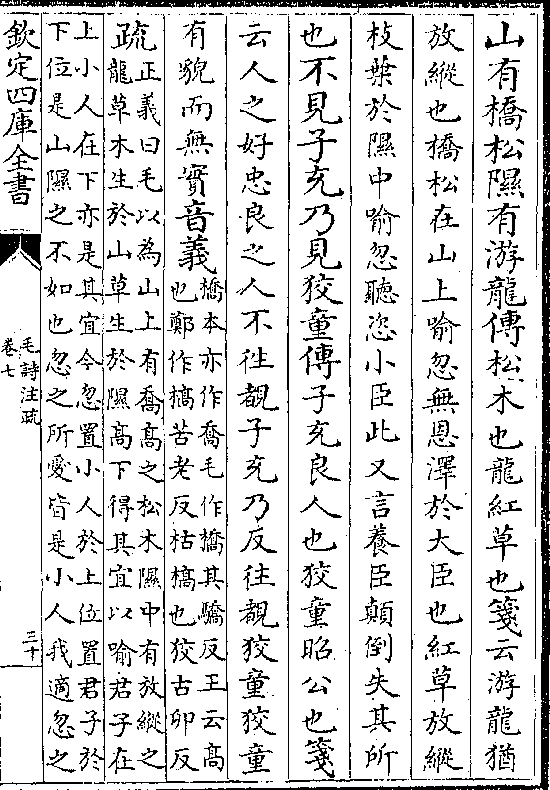 山有橋松隰有游龍傳松木也龍紅草也箋云游龍猶
放縱也橋松在山上喻忽無恩澤於大臣也紅草放縱
枝葉於隰中喻忽聽恣小臣此又言養臣顛倒失其所
也不見子充乃見狡童傳子充良人也狡童昭公也箋
云人之好忠良之人不往覩子充乃反往覩狡童狡童
有貌而無實音義橋本亦作喬毛作橋其驕反王云高
也鄭作槁苦老反枯槁也狡古卯反
疏正義曰毛以為山上有喬高之松木隰中有放縱之
龍草木生於山草生於隰高下得其宜以喻君子在
上小人在下亦是其宜今忽置小人於上位置君子於
下位是山隰之不如也忽之所愛皆是小人我適忽之
欽定四庫全書
毛詩注疏
卷七
三十